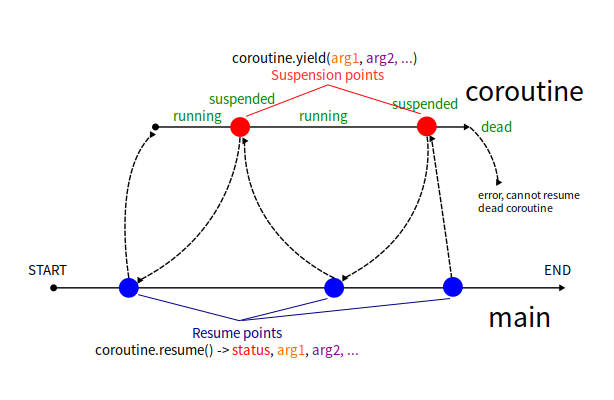 coroutine.yield(arg1, arg2, ...)
Suspension points
coroutine
suspended
suspended
running
running
dead
error, cannot resume
dead coroutine
START
END
main
Resume points
coroutine.resume() -> status, arg1, arg2, ...